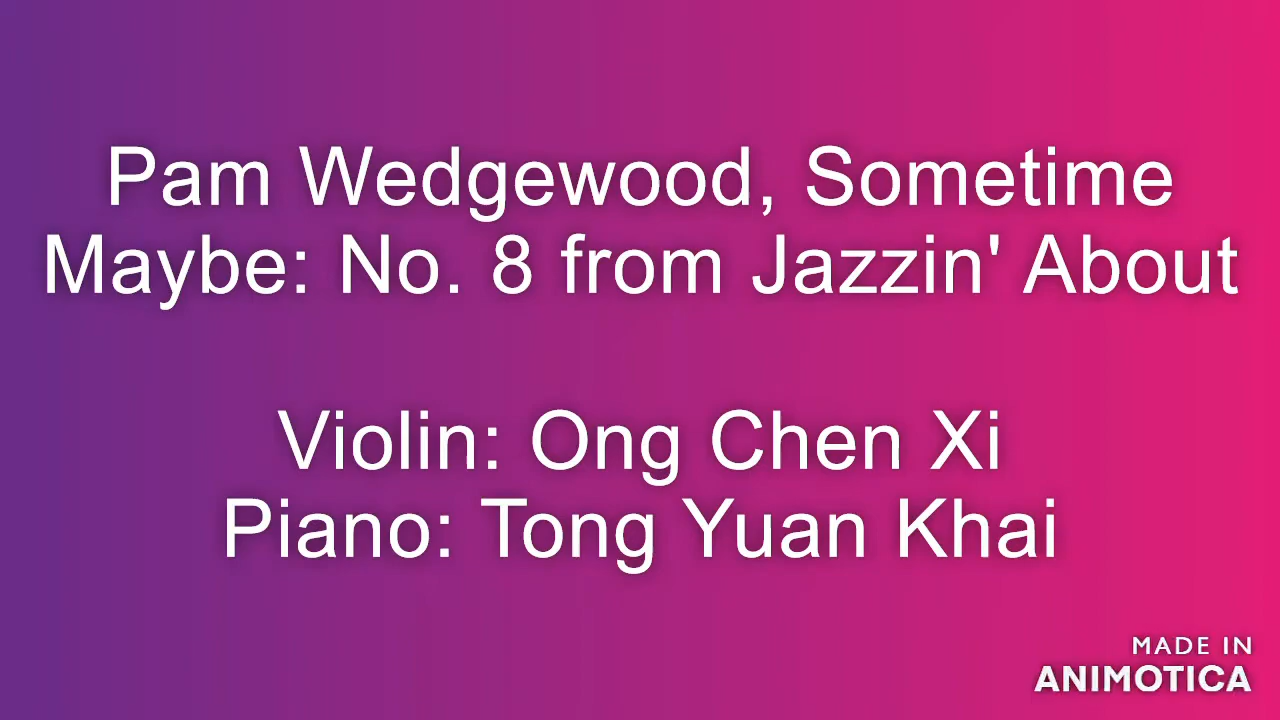 Pam Wedgewood, Sometime
Maybe: No. 8 from Jazzin' About
Violin: Ong Chen Xi
Piano: Tong Yuan Khai
MADE IN
ANIMOTICA